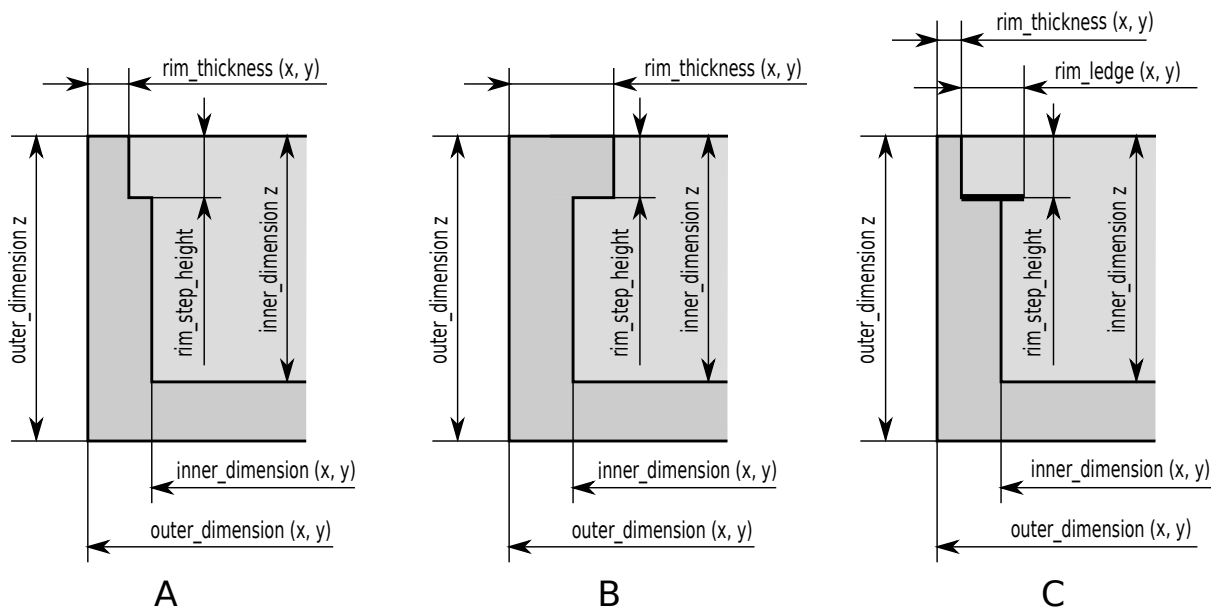 rim_thickness (x, y)
outer_dimension z
rim_step_height
inner_dimension z
inner_dimension (x, y)
outer_dimension (x, y)
A
rim_thickness (x, y)
outer_dimension z
rim_step_height
inner_dimension z
inner_dimension (x, y)
outer_dimension (x, y)
B
rim_thickness (x, y)
rim_ledge (x, y)
outer_dimension z
rim_step_height
inner_dimension z
inner_dimension (x, y)
outer_dimension (x, y)
C